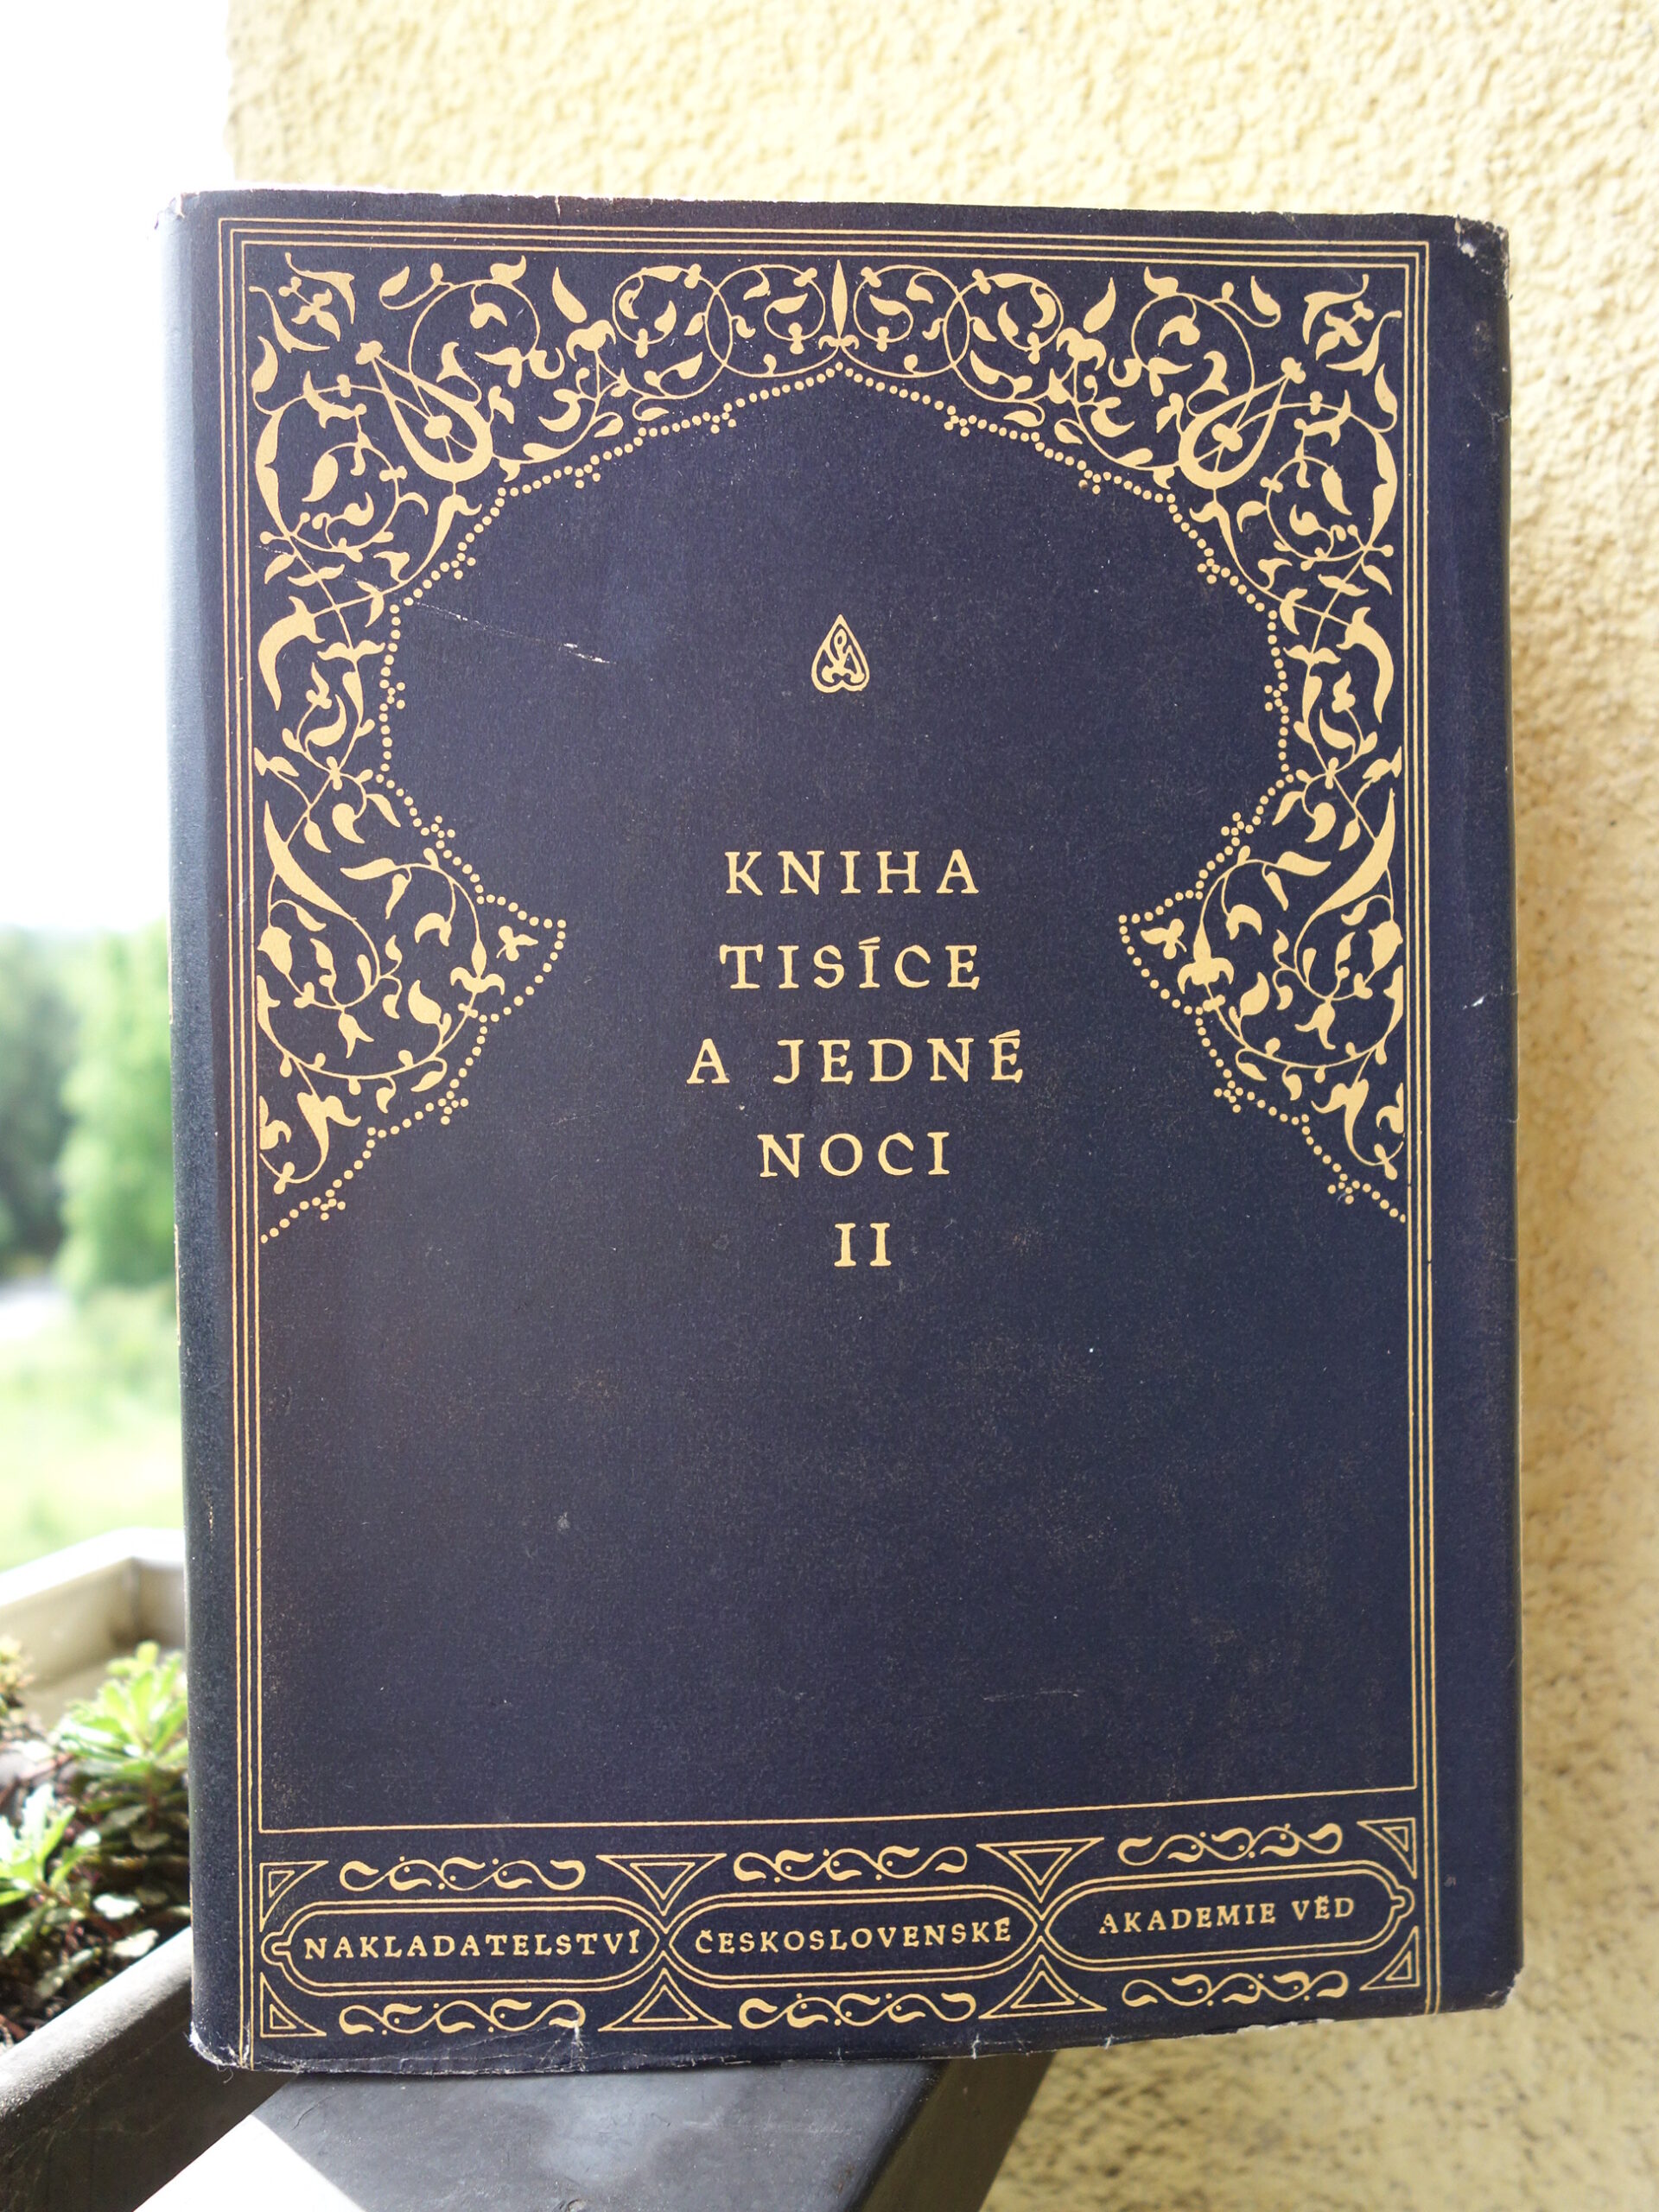 KNIHA
TISÍCE
A JEDNÉ
NOCI
II
NAKLADATELSTVÍ ČESKOSLOVENSKÉ AKADEMIE VĚD